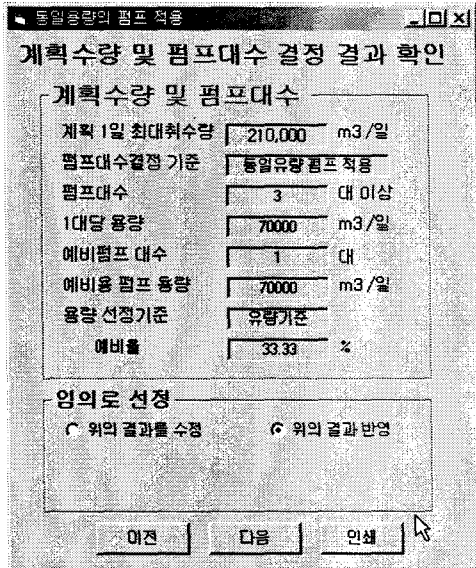 동일용량의 펌프 적용
계획수량 및 펌프대수 결정 결과 확인
계획수량 및 펌프대수
계획 1일 최대취수량 210,000 m3/일
펌프대수결정 기준 동일유량 펌프 적용
펌프대수 3 대 이상
1대당 용량 70000 m3/일
예비펌프 대수 1 대
예비용 펌프 용량 70000 m3/일
용량 선정기준 유량기준
예비율 33.33 %
임의로 선정
위의 결과를 수정 위의 결과 반영
이전 다음 인쇄